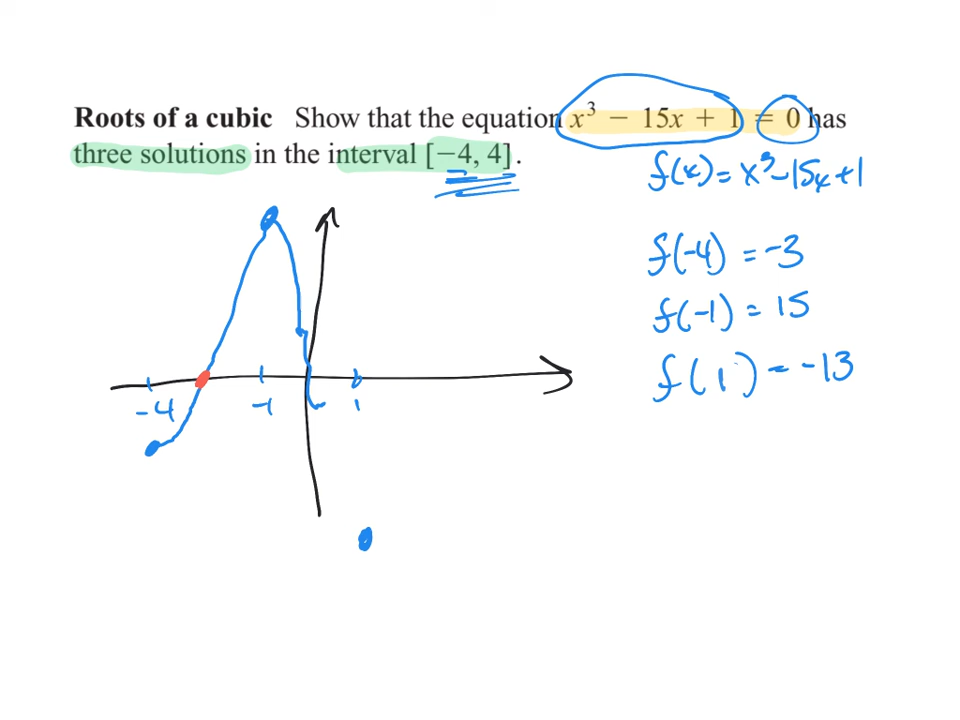 Roots of a cubic Show that the equation x³ − 15x + 1 = 0 has
three solutions in the interval [−4, 4].
f(x) = x³ - 15x + 1
f(-4) = -3
f(-1) = 15
f(1) = -13
-4 -1 1